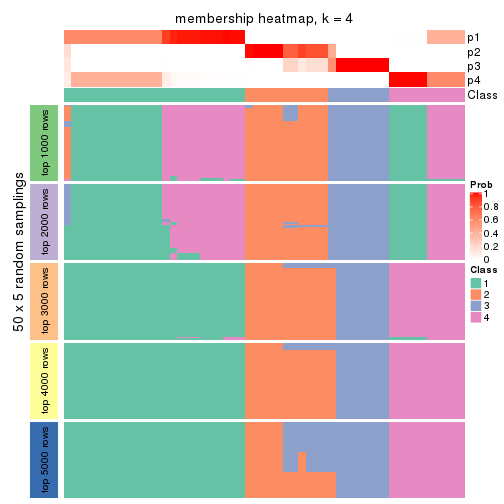 membership heatmap, k = 4
p1
p2
p3
p4
Class
50 x 5 random samplings
top 1000 rows
top 2000 rows
top 3000 rows
top 4000 rows
top 5000 rows
Prob
1
0.8
0.6
0.4
0.2
0
Class
1
2
3
4